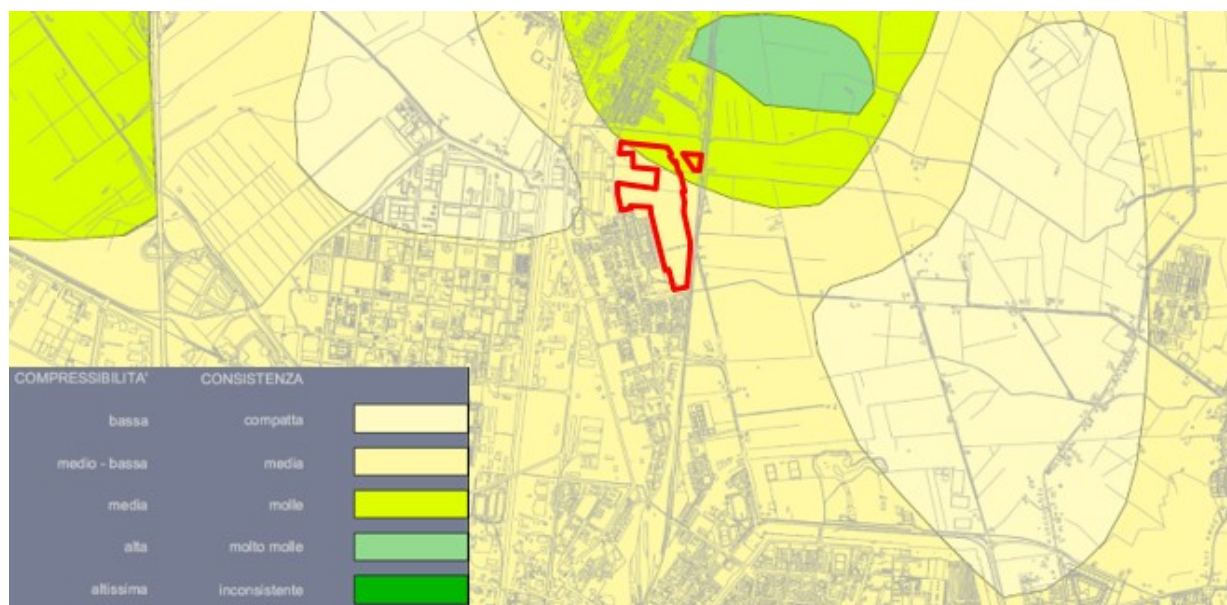 COMPRESSIBILITA' CONSISTENZA
bassa compatta
medio - bassa media
media molle
alta molto molle
altissima inconsistente